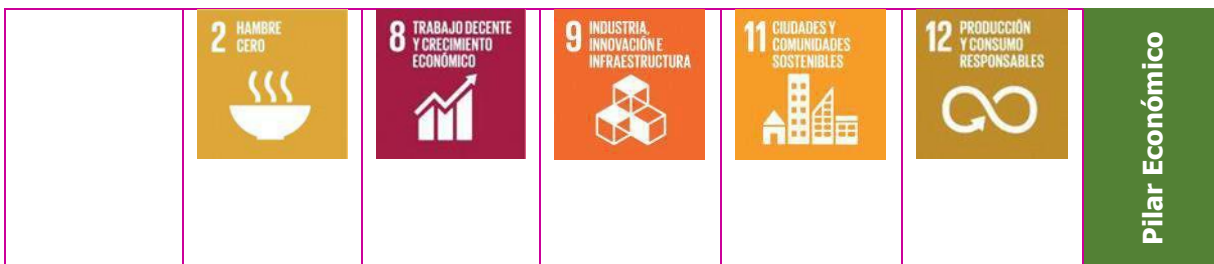 2 HAMBRE
CERO
8 TRABAJO DECENTE
Y CRECIMIENTO
ECONÓMICO
9 INDUSTRIA,
INNOVACIÓN E
INFRAESTRUCTURA
11 CIUDADES Y
COMUNIDADES
SOSTENIBLES
12 PRODUCCIÓN
Y CONSUMO
RESPONSABLES
Pilar Económico